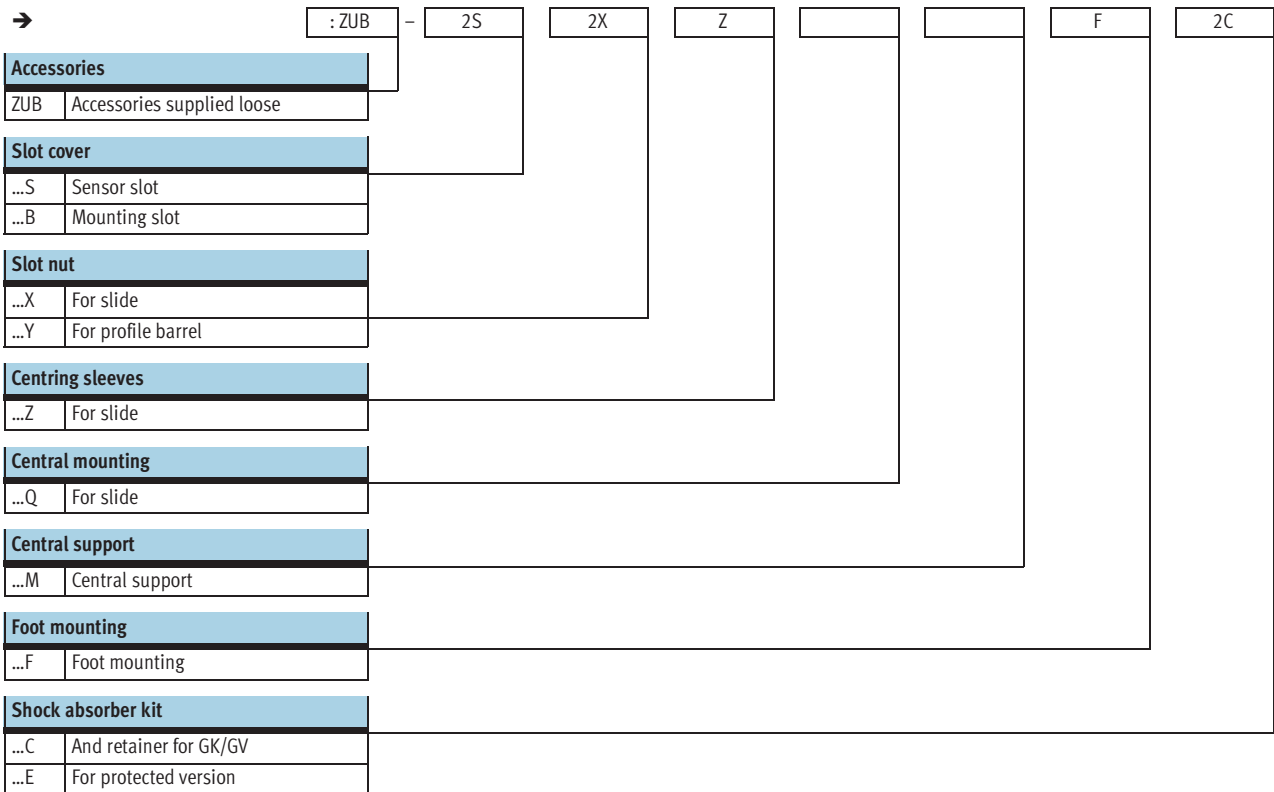 ➔ : ZUB – 2S 2X Z F 2C
Accessories
ZUB Accessories supplied loose
Slot cover
...S Sensor slot
...B Mounting slot
Slot nut
...X For slide
...Y For profile barrel
Centring sleeves
...Z For slide
Central mounting
...Q For slide
Central support
...M Central support
Foot mounting
...F Foot mounting
Shock absorber kit
...C And retainer for GK/GV
...E For protected version